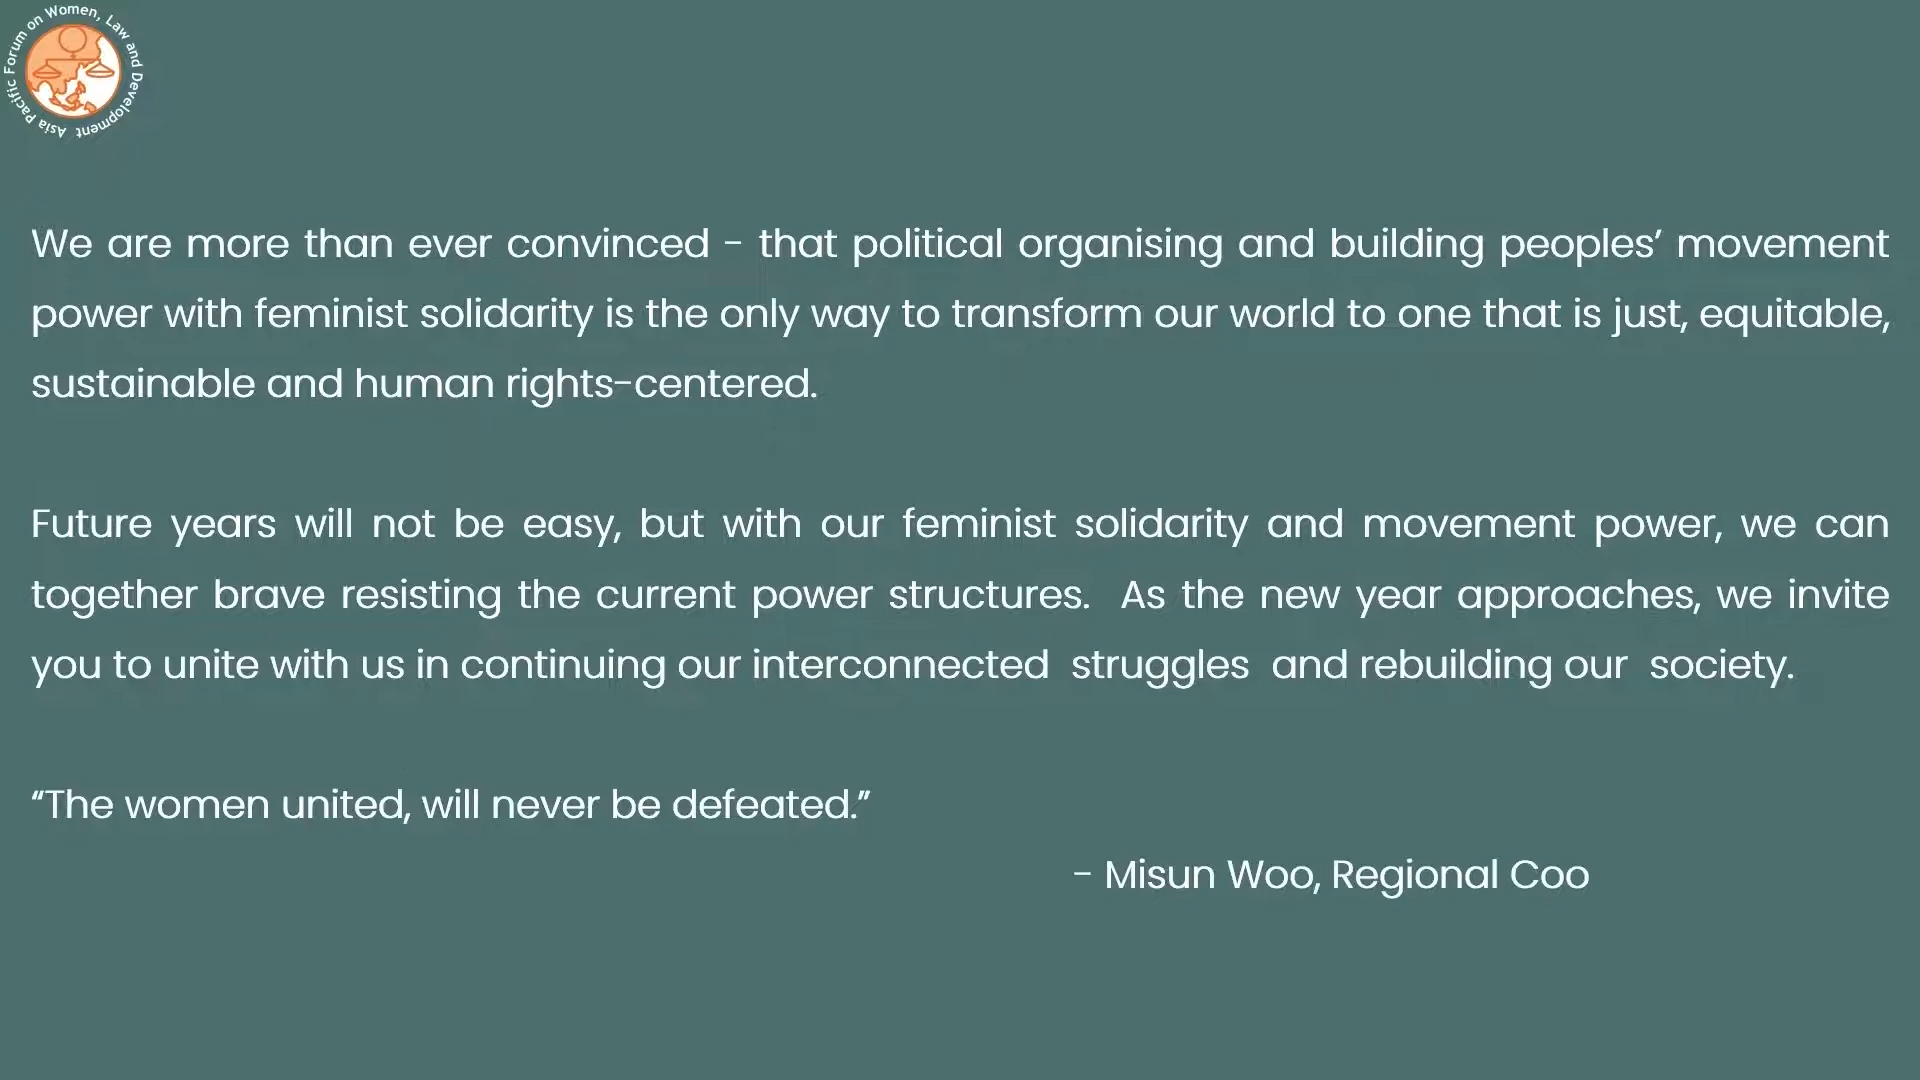 Asia Pacific Forum on Women, Law and Development
We are more than ever convinced - that political organising and building peoples’ movement
power with feminist solidarity is the only way to transform our world to one that is just, equitable,
sustainable and human rights-centered.
Future years will not be easy, but with our feminist solidarity and movement power, we can
together brave resisting the current power structures.  As the new year approaches, we invite
you to unite with us in continuing our interconnected  struggles  and rebuilding our  society.
“The women united, will never be defeated.”
- Misun Woo, Regional Coo